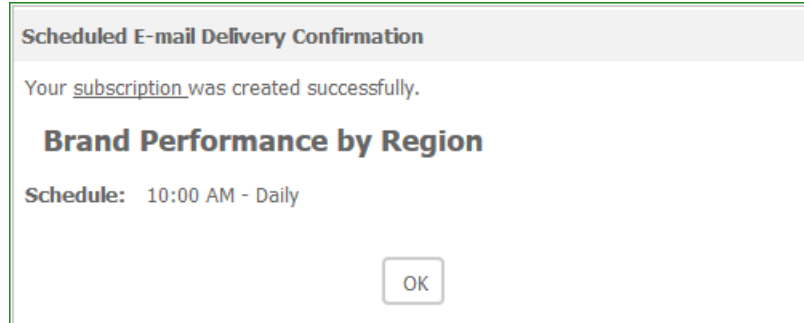 Scheduled E-mail Delivery Confirmation
Your subscription was created successfully.
Brand Performance by Region
Schedule: 10:00 AM - Daily
OK